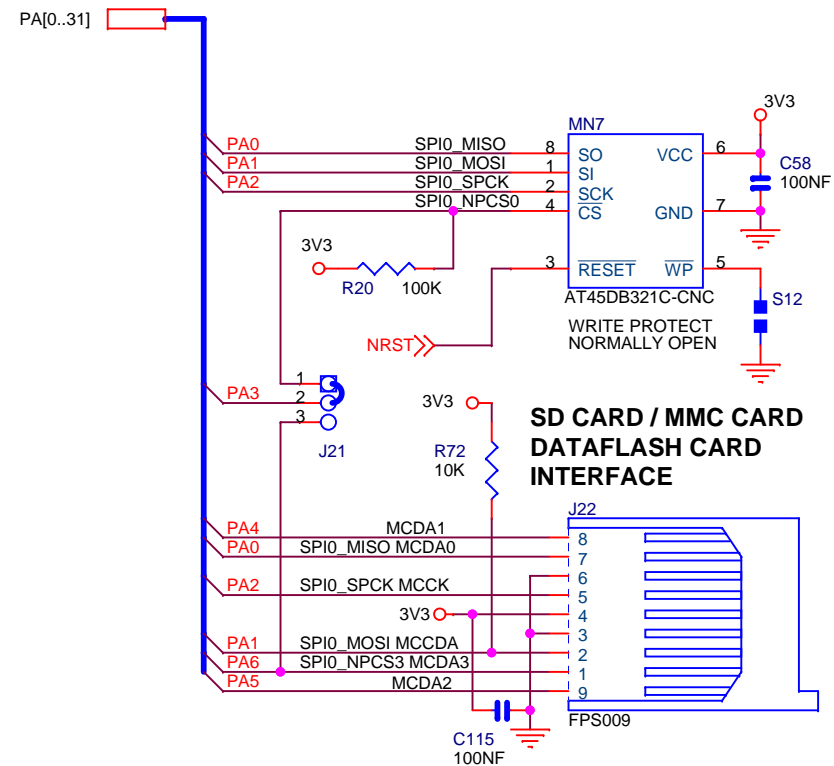 PA[0..31]
3V3
MN7
PA0 SPI0_MISO 8 SO VCC 6
C58
PA1 SPI0_MOSI 1 SI
100NF
PA2 SPI0_SPCK 2 SCK
SPI0_NPCS0 4 CS GND 7
3V3
3 RESET WP 5
R20 100K
AT45DB321C-CNC
S12
WRITE PROTECT
NORMALLY OPEN
NRST
1
PA3 2
3
J21
3V3
SD CARD / MMC CARD
DATAFLASH CARD
INTERFACE
R72
10K
J22
PA4 MCDA1 8
PA0 SPI0_MISO MCDA0 7
6
PA2 SPI0_SPCK MCCK 5
3V3 4
3
PA1 SPI0_MOSI MCCDA 2
PA6 SPI0_NPCS3 MCDA3 1
PA5 MCDA2 9
FPS009
C115
100NF